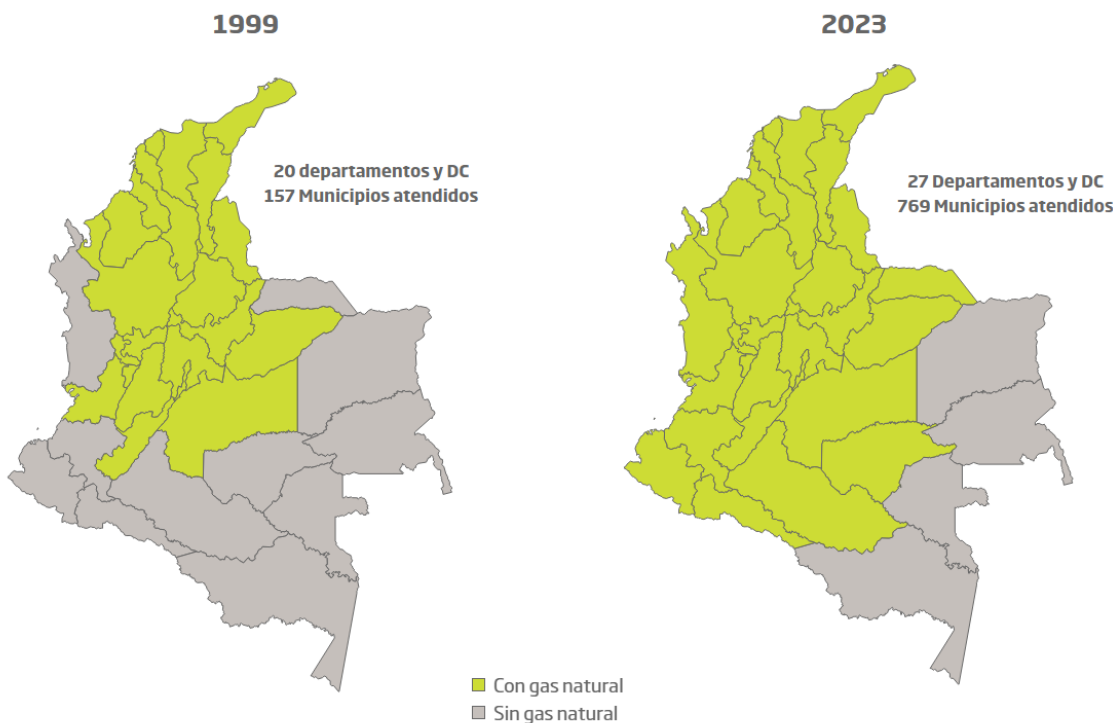 1999
20 departamentos y DC
157 Municipios atendidos
2023
27 Departamentos y DC
769 Municipios atendidos
Con gas natural
Sin gas natural